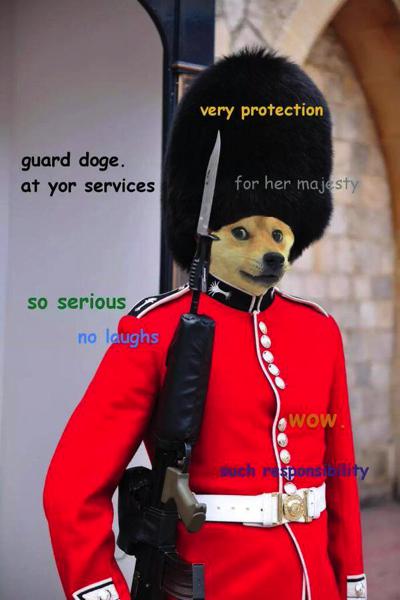 very protection
guard doge.
at yor services
for her majesty
so serious
no laughs
wow.
such responsibility